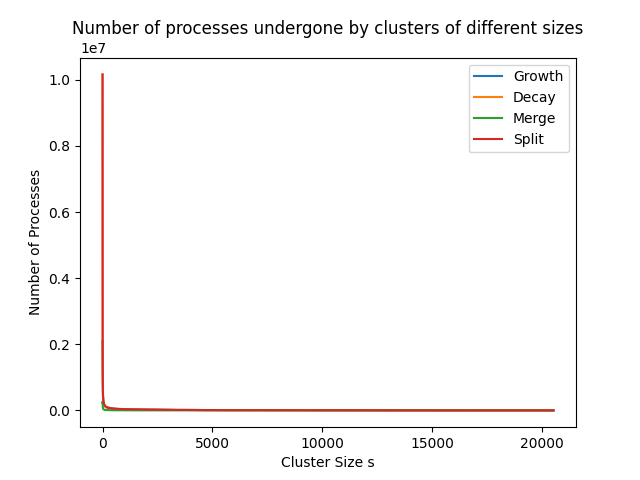 Number of processes undergone by clusters of different sizes
1e7
Growth
Decay
Merge
Split
1.0
0.8
0.6
0.4
0.2
0.0
Number of Processes
0 5000 10000 15000 20000
Cluster Size s